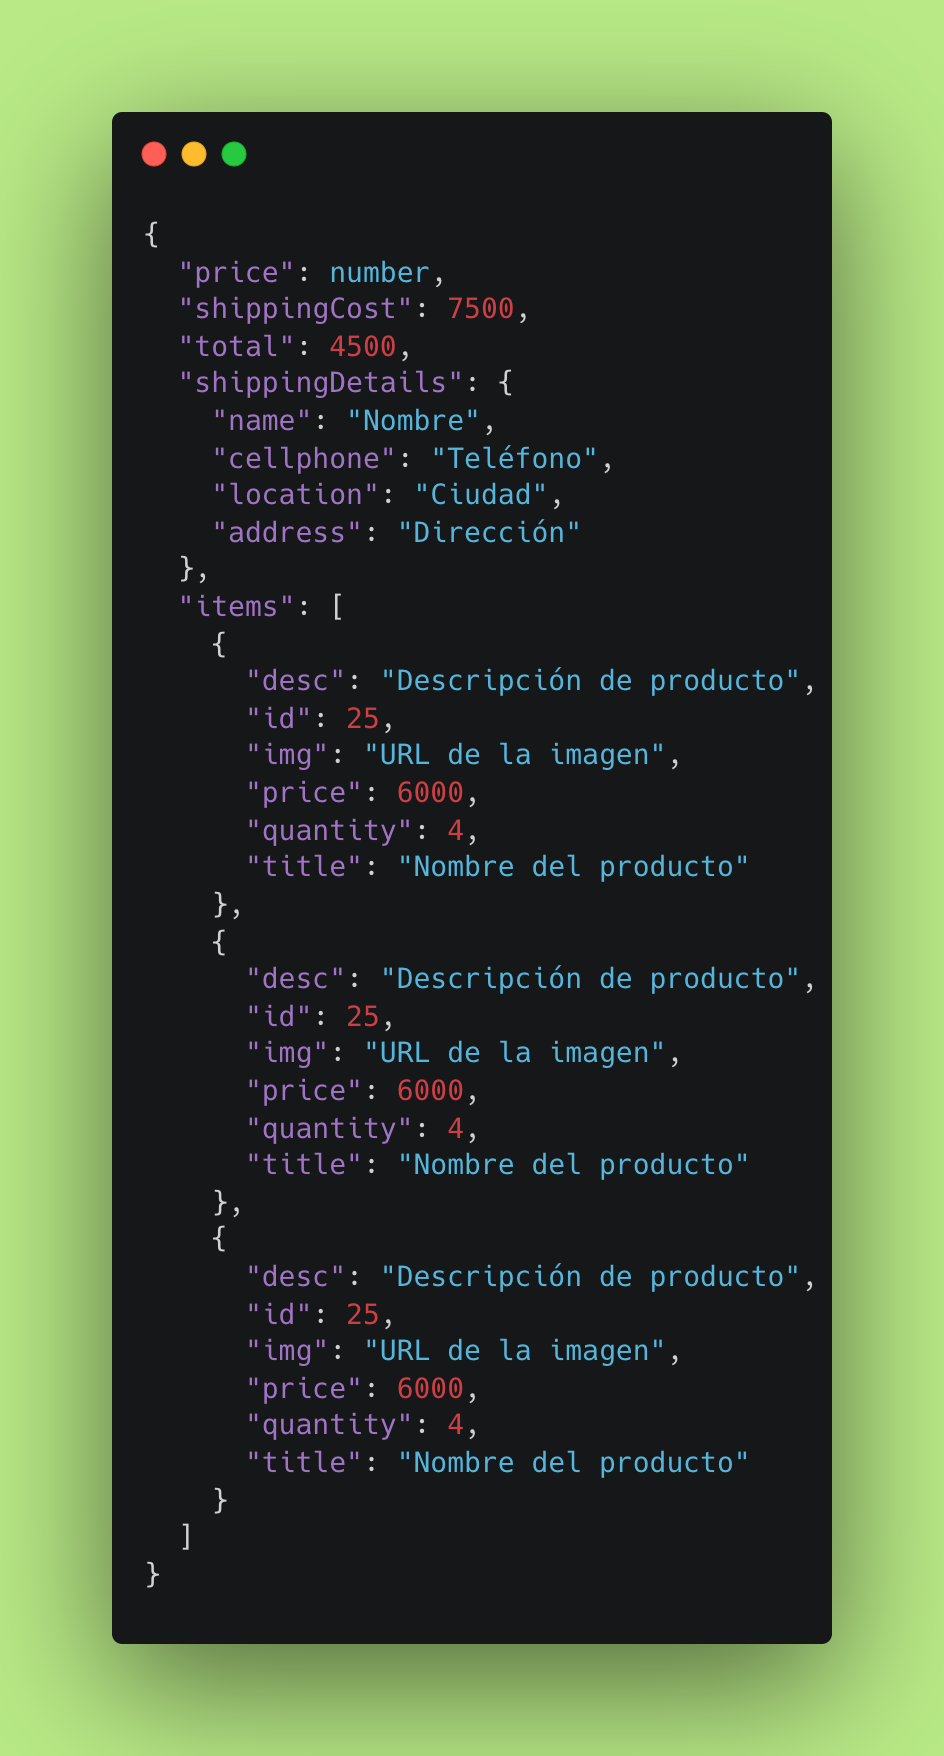 {
  "price": number,
  "shippingCost": 7500,
  "total": 4500,
  "shippingDetails": {
    "name": "Nombre",
    "cellphone": "Teléfono",
    "location": "Ciudad",
    "address": "Dirección"
  },
  "items": [
    {
      "desc": "Descripción de producto",
      "id": 25,
      "img": "URL de la imagen",
      "price": 6000,
      "quantity": 4,
      "title": "Nombre del producto"
    },
    {
      "desc": "Descripción de producto",
      "id": 25,
      "img": "URL de la imagen",
      "price": 6000,
      "quantity": 4,
      "title": "Nombre del producto"
    },
    {
      "desc": "Descripción de producto",
      "id": 25,
      "img": "URL de la imagen",
      "price": 6000,
      "quantity": 4,
      "title": "Nombre del producto"
    }
  ]
}